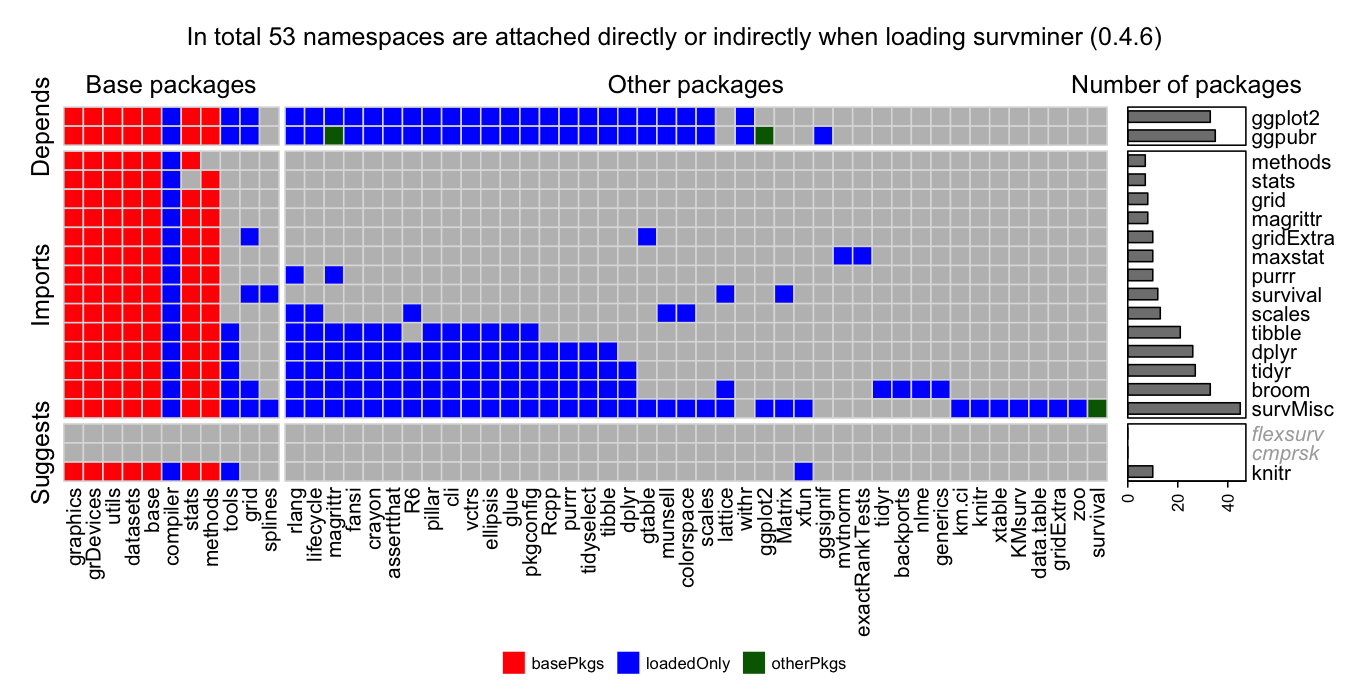 In total 53 namespaces are attached directly or indirectly when loading survminer (0.4.6)
Base packages
Other packages
Number of packages
Depends
ggplot2
ggpubr
Imports
methods
stats
grid
magrittr
gridExtra
maxstat
purrr
survival
scales
tibble
dplyr
tidyr
broom
survMisc
Suggests
flexsurv
cmprsk
knitr
graphics
grDevices
utils
datasets
base
compiler
stats
methods
tools
grid
splines
rlang
lifecycle
magrittr
fansi
crayon
assertthat
R6
pillar
cli
vctrs
ellipsis
glue
pkgconfig
Rcpp
purrr
tidyselect
tibble
dplyr
gtable
munsell
colorspace
scales
lattice
withr
ggplot2
Matrix
xfun
ggsignif
mvtnorm
exactRankTests
tidyr
backports
nlme
generics
km.ci
knitr
xtable
KMsurv
data.table
gridExtra
zoo
survival
0
20
40
basePkgs
loadedOnly
otherPkgs